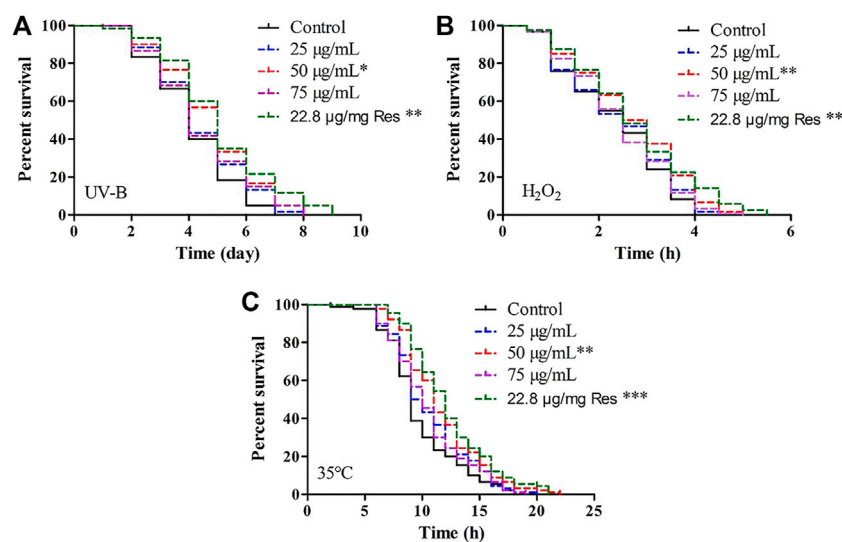 A
Percent survival
100
80
60
40
20
0
0 2 4 6 8 10
Time (day)
UV-B
Control
25 µg/mL
50 µg/mL*
75 µg/mL
22.8 µg/mg Res **
B
Percent survival
100
80
60
40
20
0
0 2 4 6
Time (h)
H₂O₂
Control
25 µg/mL
50 µg/mL**
75 µg/mL
22.8 µg/mg Res **
C
Percent survival
100
80
60
40
20
0
0 5 10 15 20 25
Time (h)
35°C
Control
25 µg/mL
50 µg/mL**
75 µg/mL
22.8 µg/mg Res ***